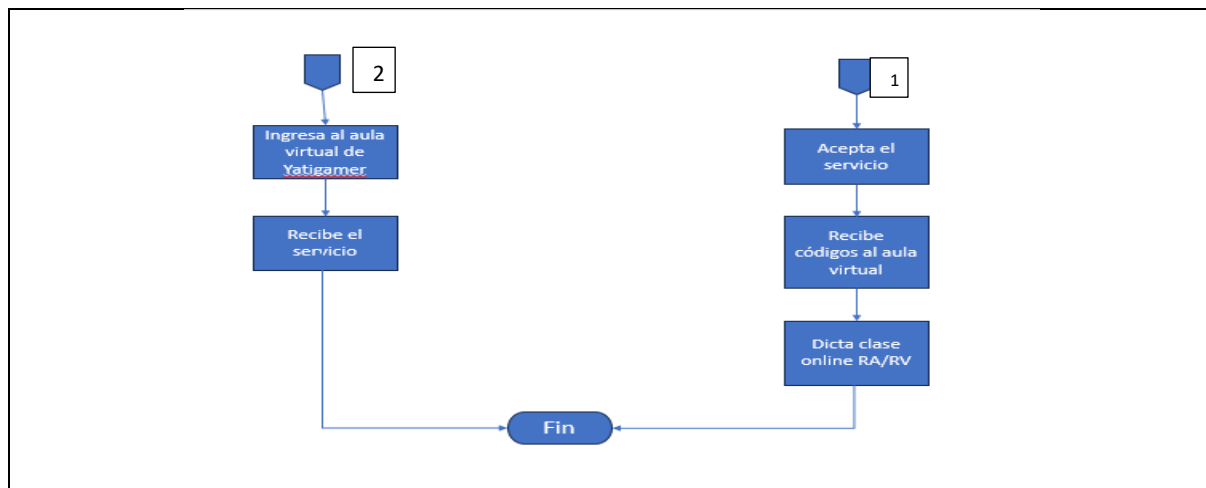 2
Ingresa al aula
virtual de
Yatigamer
Recibe el
servicio
1
Acepta el
servicio
Recibe
códigos al aula
virtual
Dicta clase
online RA/RV
Fin